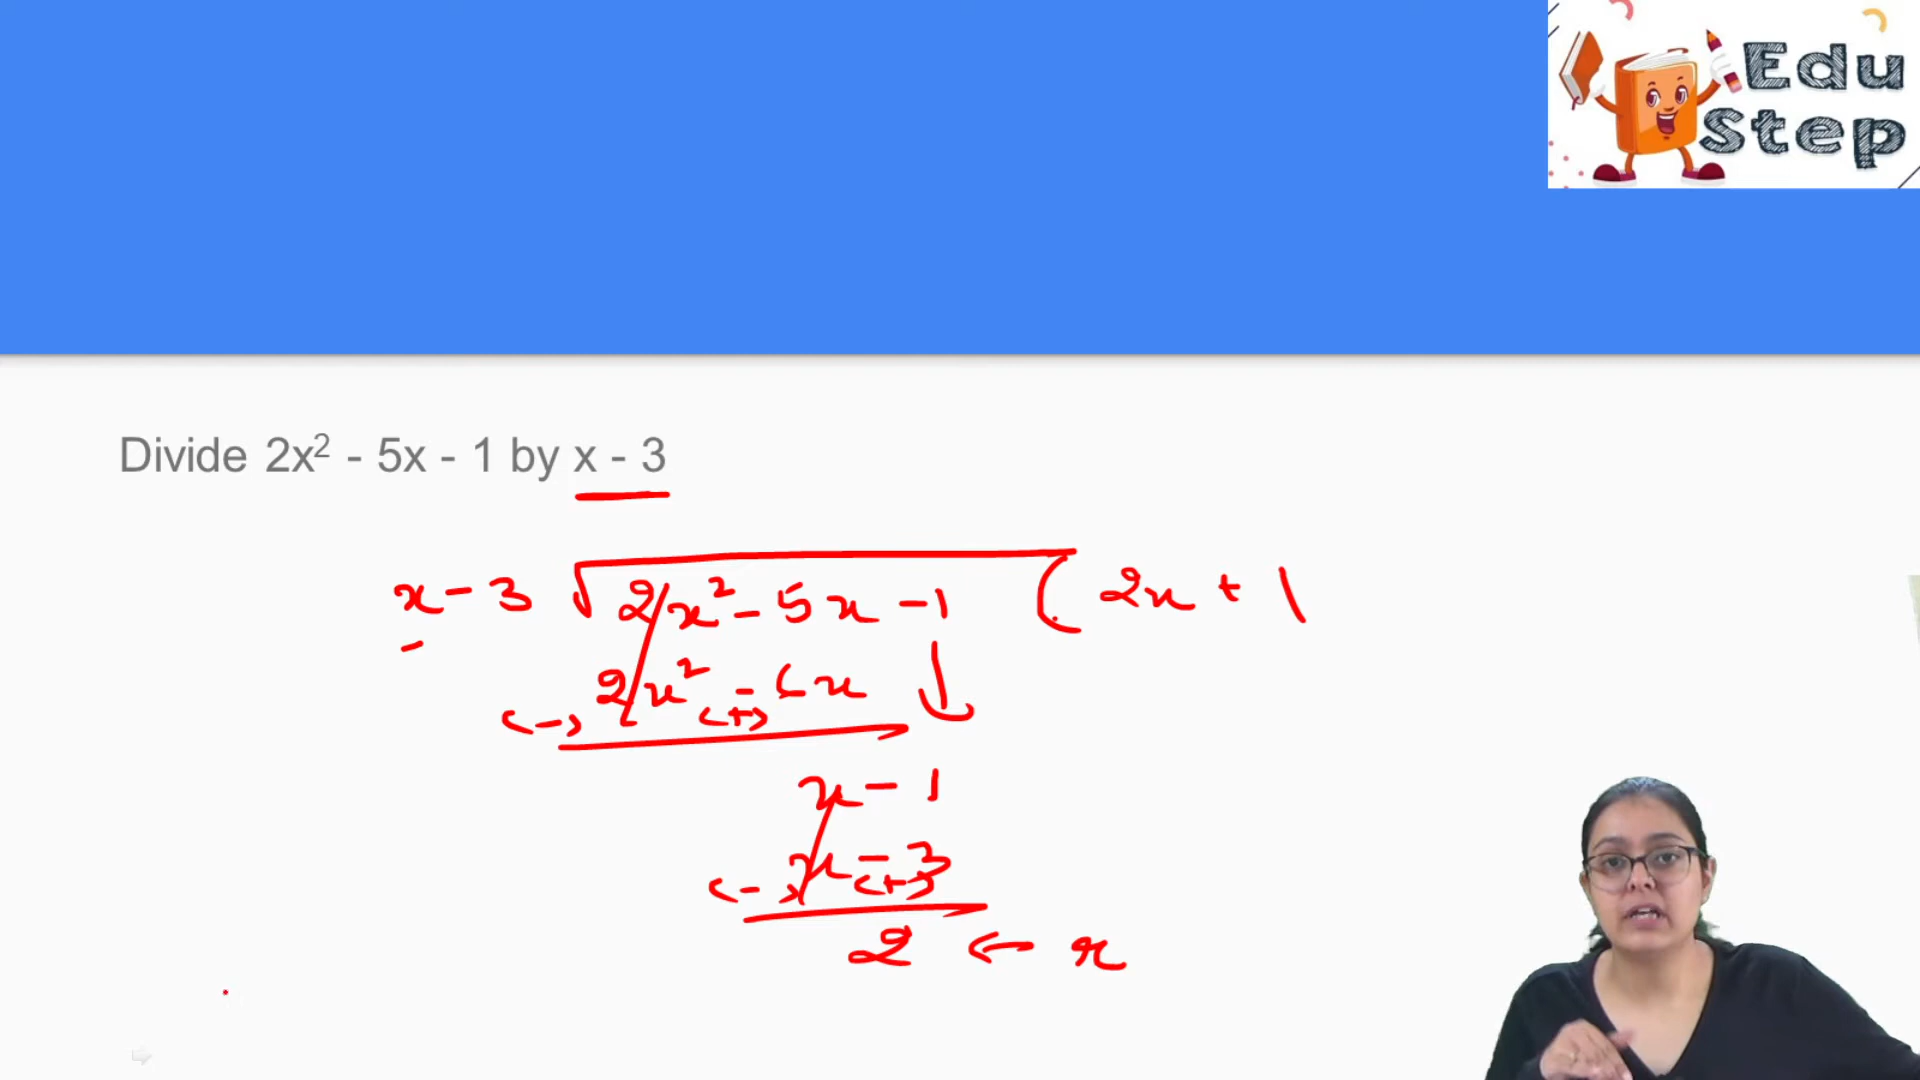 Edu
Step
Divide 2x² - 5x - 1 by x - 3
x - 3 √ 2x² - 5x - 1 ( 2x + 1
2x² - 6x
(-) (+)
x - 1
x - 3
(-) (+)
2 ← r